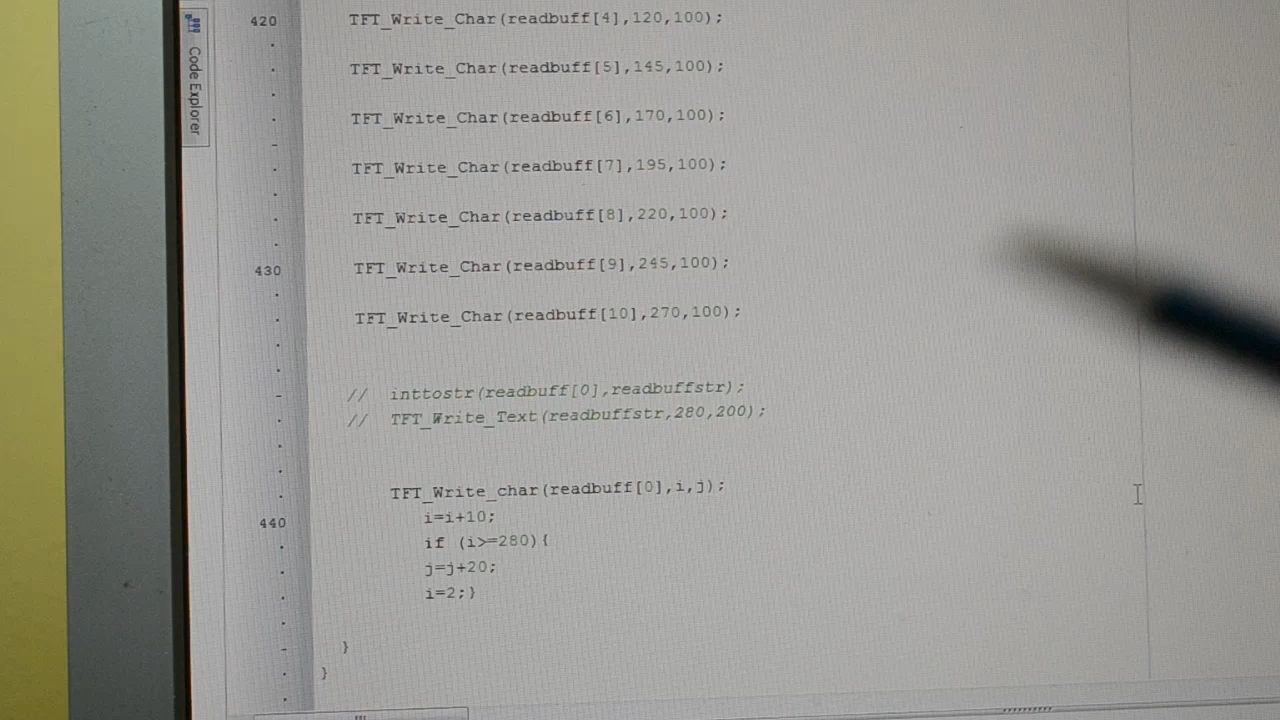 Code Explorer
420 TFT_Write_Char(readbuff[4],120,100);
TFT_Write_Char(readbuff[5],145,100);
TFT_Write_Char(readbuff[6],170,100);
TFT_Write_Char(readbuff[7],195,100);
TFT_Write_Char(readbuff[8],220,100);
430 TFT_Write_Char(readbuff[9],245,100);
TFT_Write_Char(readbuff[10],270,100);
// inttostr(readbuff[0],readbuffstr);
// TFT_Write_Text(readbuffstr,280,200);
TFT_Write_char(readbuff[0],i,j);
440 i=i+10;
if (i>=280){
j=j+20;
i=2;}
}
}